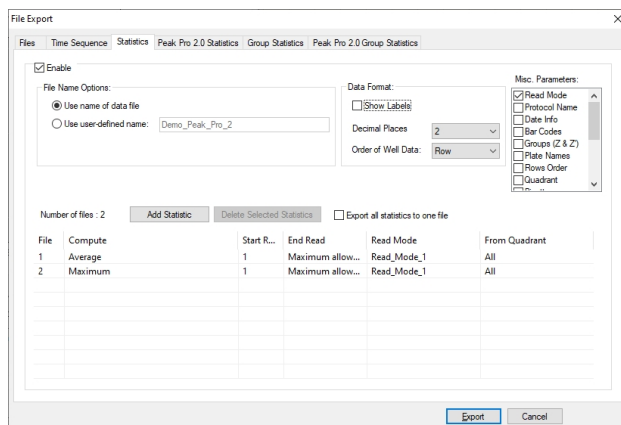 File Export
Files Time Sequence Statistics Peak Pro 2.0 Statistics Group Statistics Peak Pro 2.0 Group Statistics
Enable
File Name Options:
Use name of data file
Use user-defined name: Demo_Peak_Pro_2
Data Format:
Show Labels
Decimal Places 2
Order of Well Data: Row
Misc. Parameters:
Read Mode
Protocol Name
Date Info
Bar Codes
Groups (Z & Z')
Plate Names
Rows Order
Quadrant
Number of files : 2 Add Statistic Delete Selected Statistics Export all statistics to one file
File Compute Start R... End Read Read Mode From Quadrant
1 Average 1 Maximum allow... Read_Mode_1 All
2 Maximum 1 Maximum allow... Read_Mode_1 All
Export Cancel